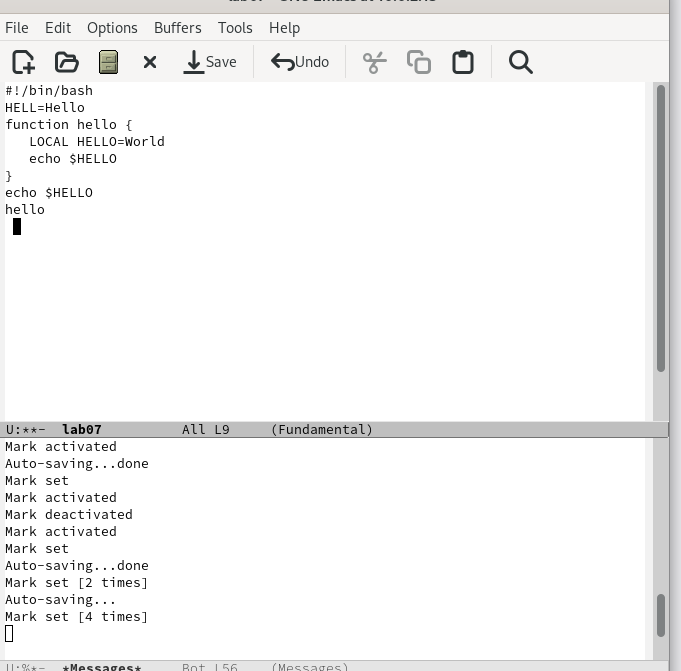 File Edit Options Buffers Tools Help
Save Undo
#!/bin/bash
HELL=Hello
function hello {
   LOCAL HELLO=World
   echo $HELLO
}
echo $HELLO
hello
U:**-  lab07          All L9     (Fundamental)
Mark activated
Auto-saving...done
Mark set
Mark activated
Mark deactivated
Mark activated
Mark set
Auto-saving...done
Mark set [2 times]
Auto-saving...
Mark set [4 times]
U:%*-  *Messages*     Bot L56    (Messages)